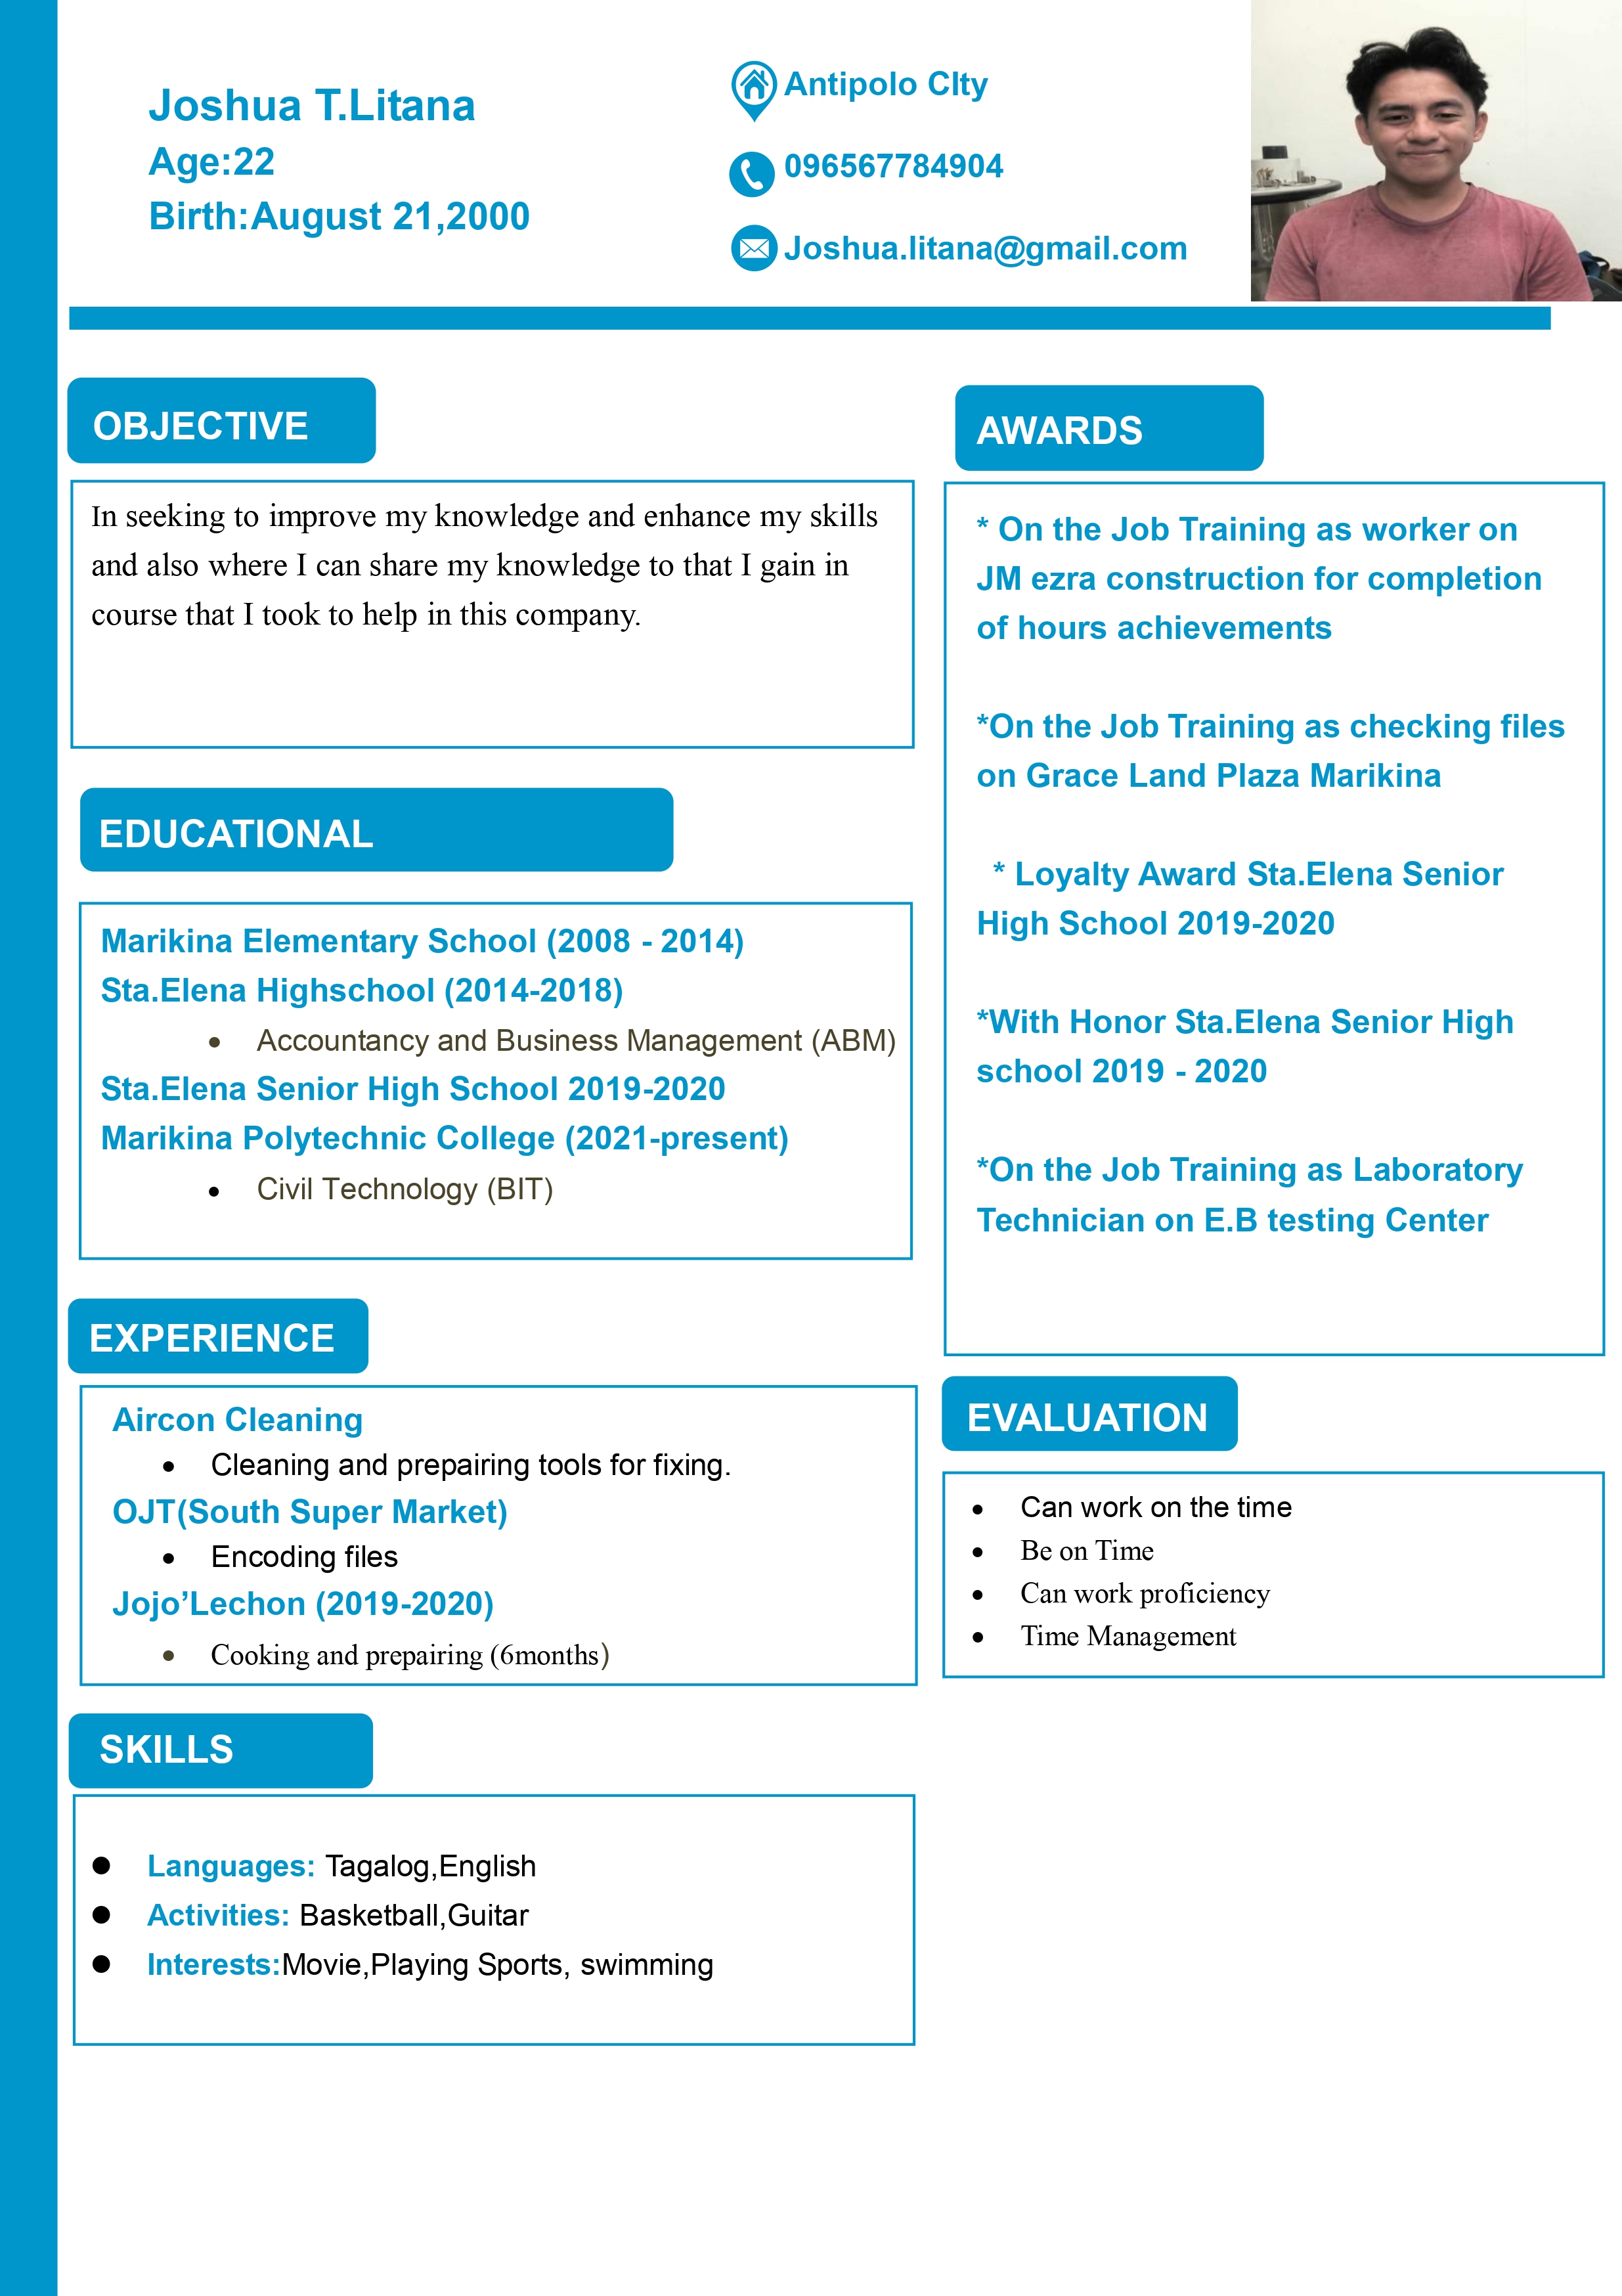 Joshua T.Litana
Age:22
Birth:August 21,2000
Antipolo CIty
096567784904
Joshua.litana@gmail.com
OBJECTIVE
In seeking to improve my knowledge and enhance my skills
and also where I can share my knowledge to that I gain in
course that I took to help in this company.
EDUCATIONAL
Marikina Elementary School (2008 - 2014)
Sta.Elena Highschool (2014-2018)
• Accountancy and Business Management (ABM)
Sta.Elena Senior High School 2019-2020
Marikina Polytechnic College (2021-present)
• Civil Technology (BIT)
EXPERIENCE
Aircon Cleaning
• Cleaning and prepairing tools for fixing.
OJT(South Super Market)
• Encoding files
Jojo’Lechon (2019-2020)
• Cooking and prepairing (6months)
SKILLS
● Languages: Tagalog,English
● Activities: Basketball,Guitar
● Interests:Movie,Playing Sports, swimming
AWARDS
* On the Job Training as worker on
JM ezra construction for completion
of hours achievements
*On the Job Training as checking files
on Grace Land Plaza Marikina
* Loyalty Award Sta.Elena Senior
High School 2019-2020
*With Honor Sta.Elena Senior High
school 2019 - 2020
*On the Job Training as Laboratory
Technician on E.B testing Center
EVALUATION
• Can work on the time
• Be on Time
• Can work proficiency
• Time Management